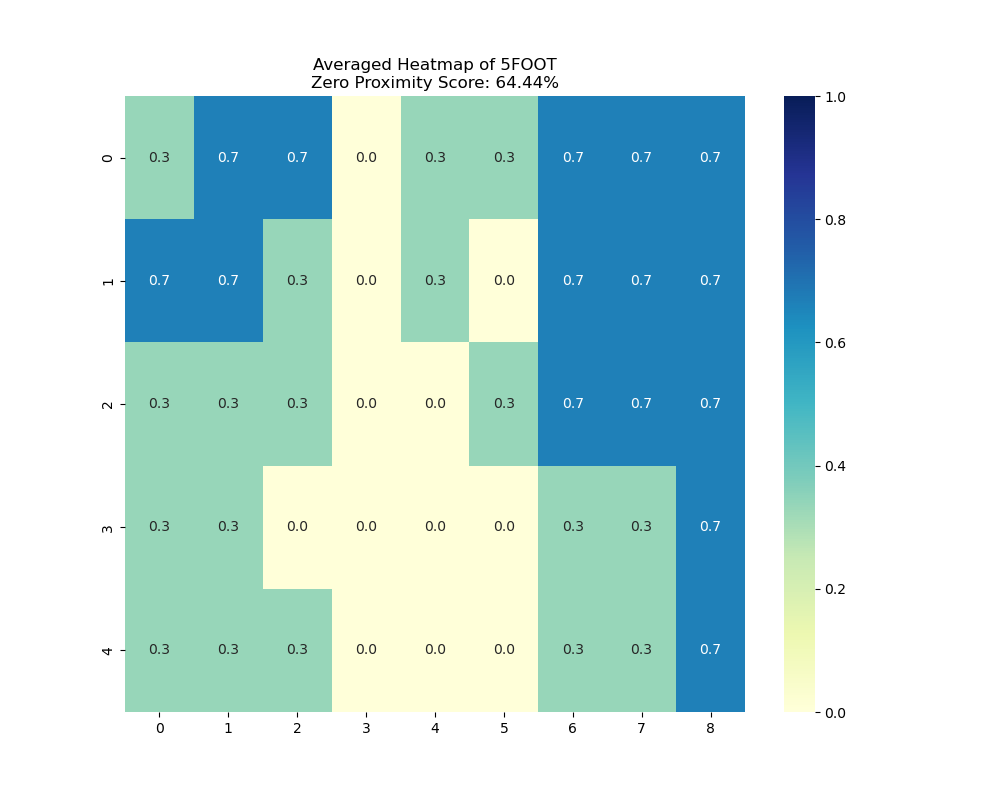 Averaged Heatmap of 5FOOT
Zero Proximity Score: 64.44%
0 0.3 0.7 0.7 0.0 0.3 0.3 0.7 0.7 0.7
1 0.7 0.7 0.3 0.0 0.3 0.0 0.7 0.7 0.7
2 0.3 0.3 0.3 0.0 0.0 0.3 0.7 0.7 0.7
3 0.3 0.3 0.0 0.0 0.0 0.0 0.3 0.3 0.7
4 0.3 0.3 0.3 0.0 0.0 0.0 0.3 0.3 0.7
0 1 2 3 4 5 6 7 8
1.0
0.8
0.6
0.4
0.2
0.0